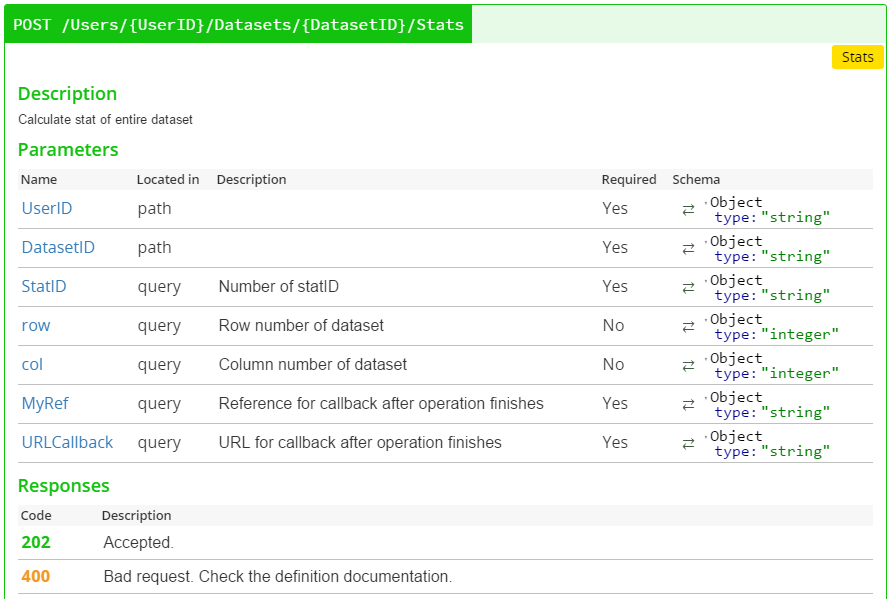 POST /Users/{UserID}/Datasets/{DatasetID}/Stats
Stats
Description
Calculate stat of entire dataset
Parameters
Name Located in Description Required Schema
UserID path Yes ⇄ Object
type:"string"
DatasetID path Yes ⇄ Object
type:"string"
StatID query Number of statID Yes ⇄ Object
type:"string"
row query Row number of dataset No ⇄ Object
type:"integer"
col query Column number of dataset No ⇄ Object
type:"integer"
MyRef query Reference for callback after operation finishes Yes ⇄ Object
type:"string"
URLCallback query URL for callback after operation finishes Yes ⇄ Object
type:"string"
Responses
Code Description
202 Accepted.
400 Bad request. Check the definition documentation.